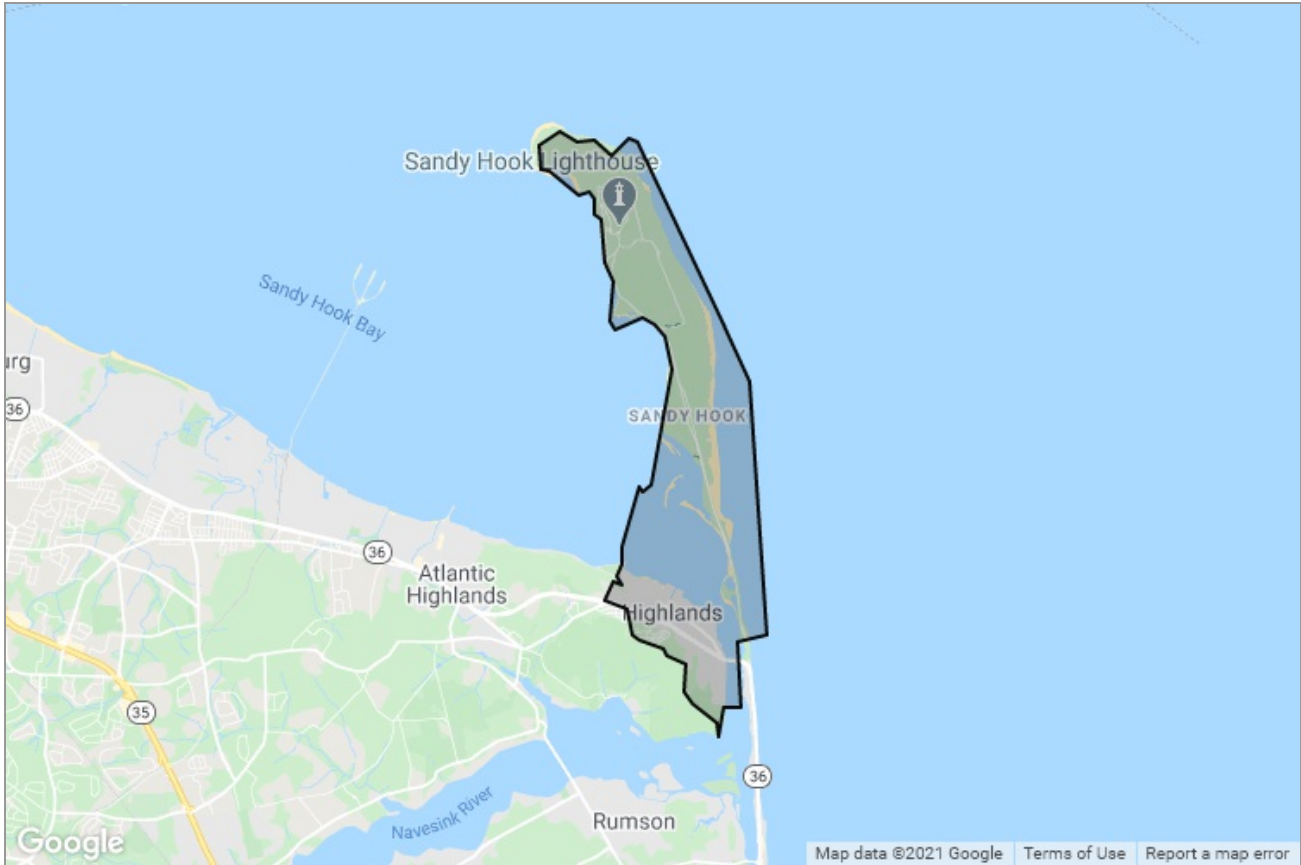 Sandy Hook Lighthouse
Sandy Hook Bay
urg
36
36
SANDY HOOK
36
Atlantic
Highlands
Highlands
35
36
Navesink River
Rumson
Google
Map data ©2021 Google
Terms of Use
Report a map error